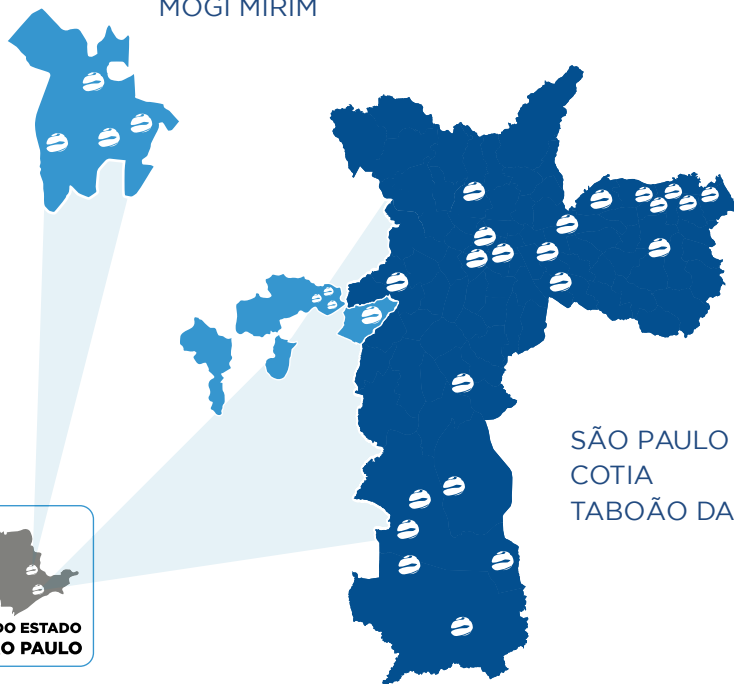 MOGI MIRIM
SÃO PAULO
COTIA
TABOÃO DA
DO ESTADO
O PAULO